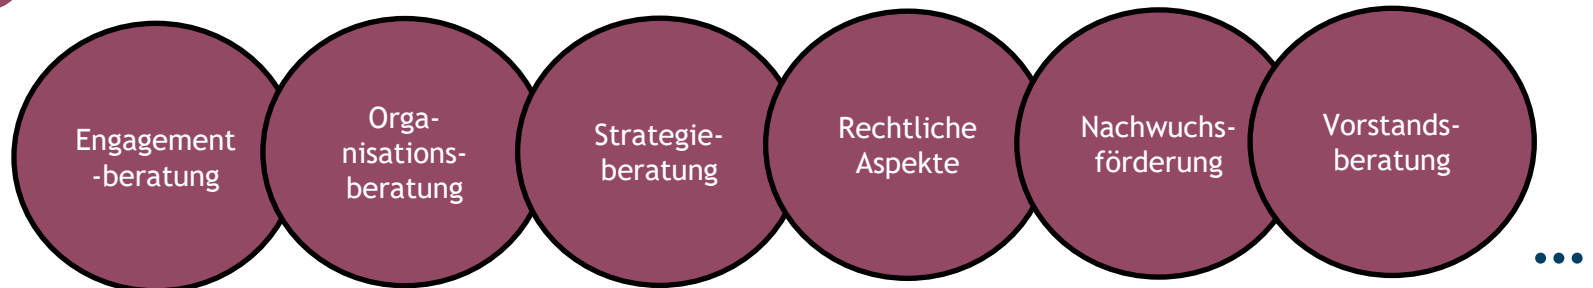 Engagement
-beratung
Orga-
nisations-
beratung
Strategie-
beratung
Rechtliche
Aspekte
Nachwuchs-
förderung
Vorstands-
beratung
...